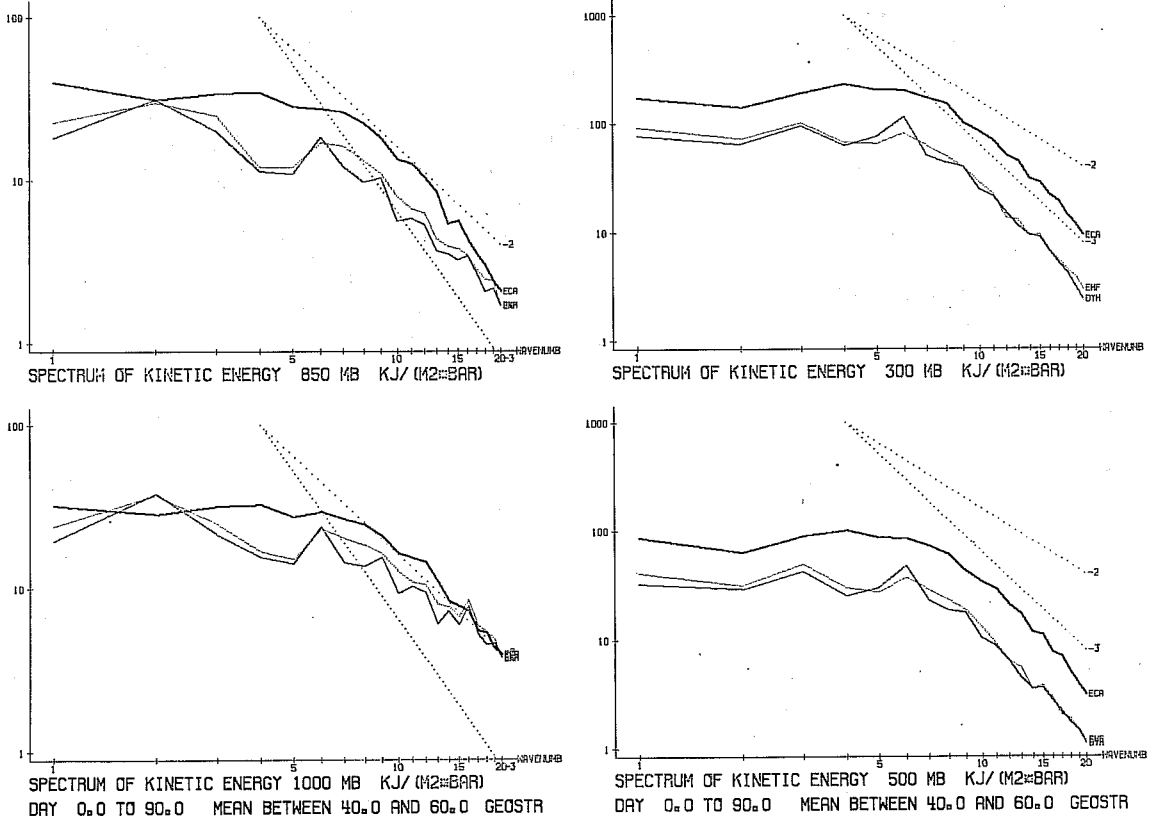 100
10
1
1
5
10
15
20
-3
WAVENUMB
-2
ECA
SPECTRUM OF KINETIC ENERGY 850 MB KJ/(M2*BAR)
1000
100
10
1
1
5
10
15
20
WAVENUMB
-2
ECA
-3
EMF
DYM
SPECTRUM OF KINETIC ENERGY 300 MB KJ/(M2*BAR)
100
10
1
1
5
10
15
20
-3
WAVENUMB
-2
SPECTRUM OF KINETIC ENERGY 1000 MB KJ/(M2*BAR)
DAY 0.0 TO 90.0 MEAN BETWEEN 40.0 AND 60.0 GEOSTR
1000
100
10
1
1
5
10
15
20
WAVENUMB
-2
-3
ECA
SPECTRUM OF KINETIC ENERGY 500 MB KJ/(M2*BAR)
DAY 0.0 TO 90.0 MEAN BETWEEN 40.0 AND 60.0 GEOSTR